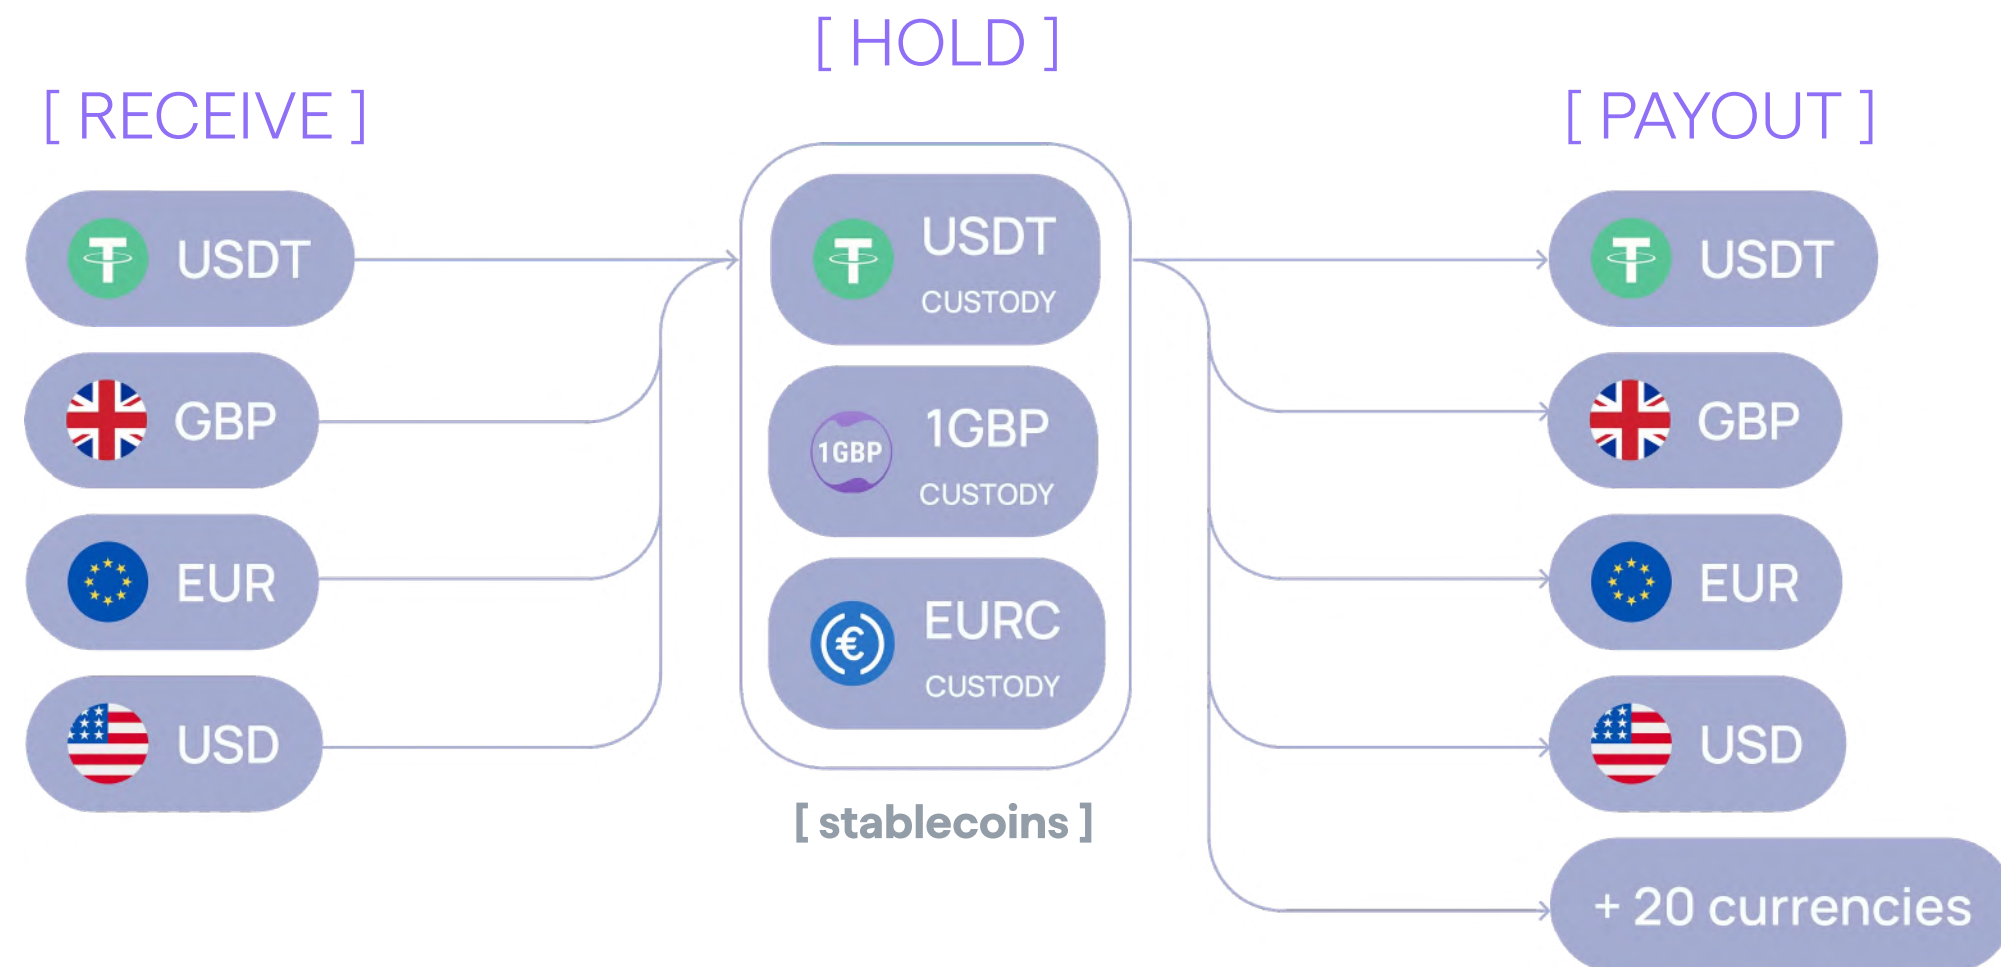 [ HOLD ]
[ RECEIVE ]
[ PAYOUT ]
USDT
GBP
EUR
USD
USDT
CUSTODY
1GBP
1GBP
CUSTODY
EURC
CUSTODY
[ stablecoins ]
USDT
GBP
EUR
USD
+ 20 currencies